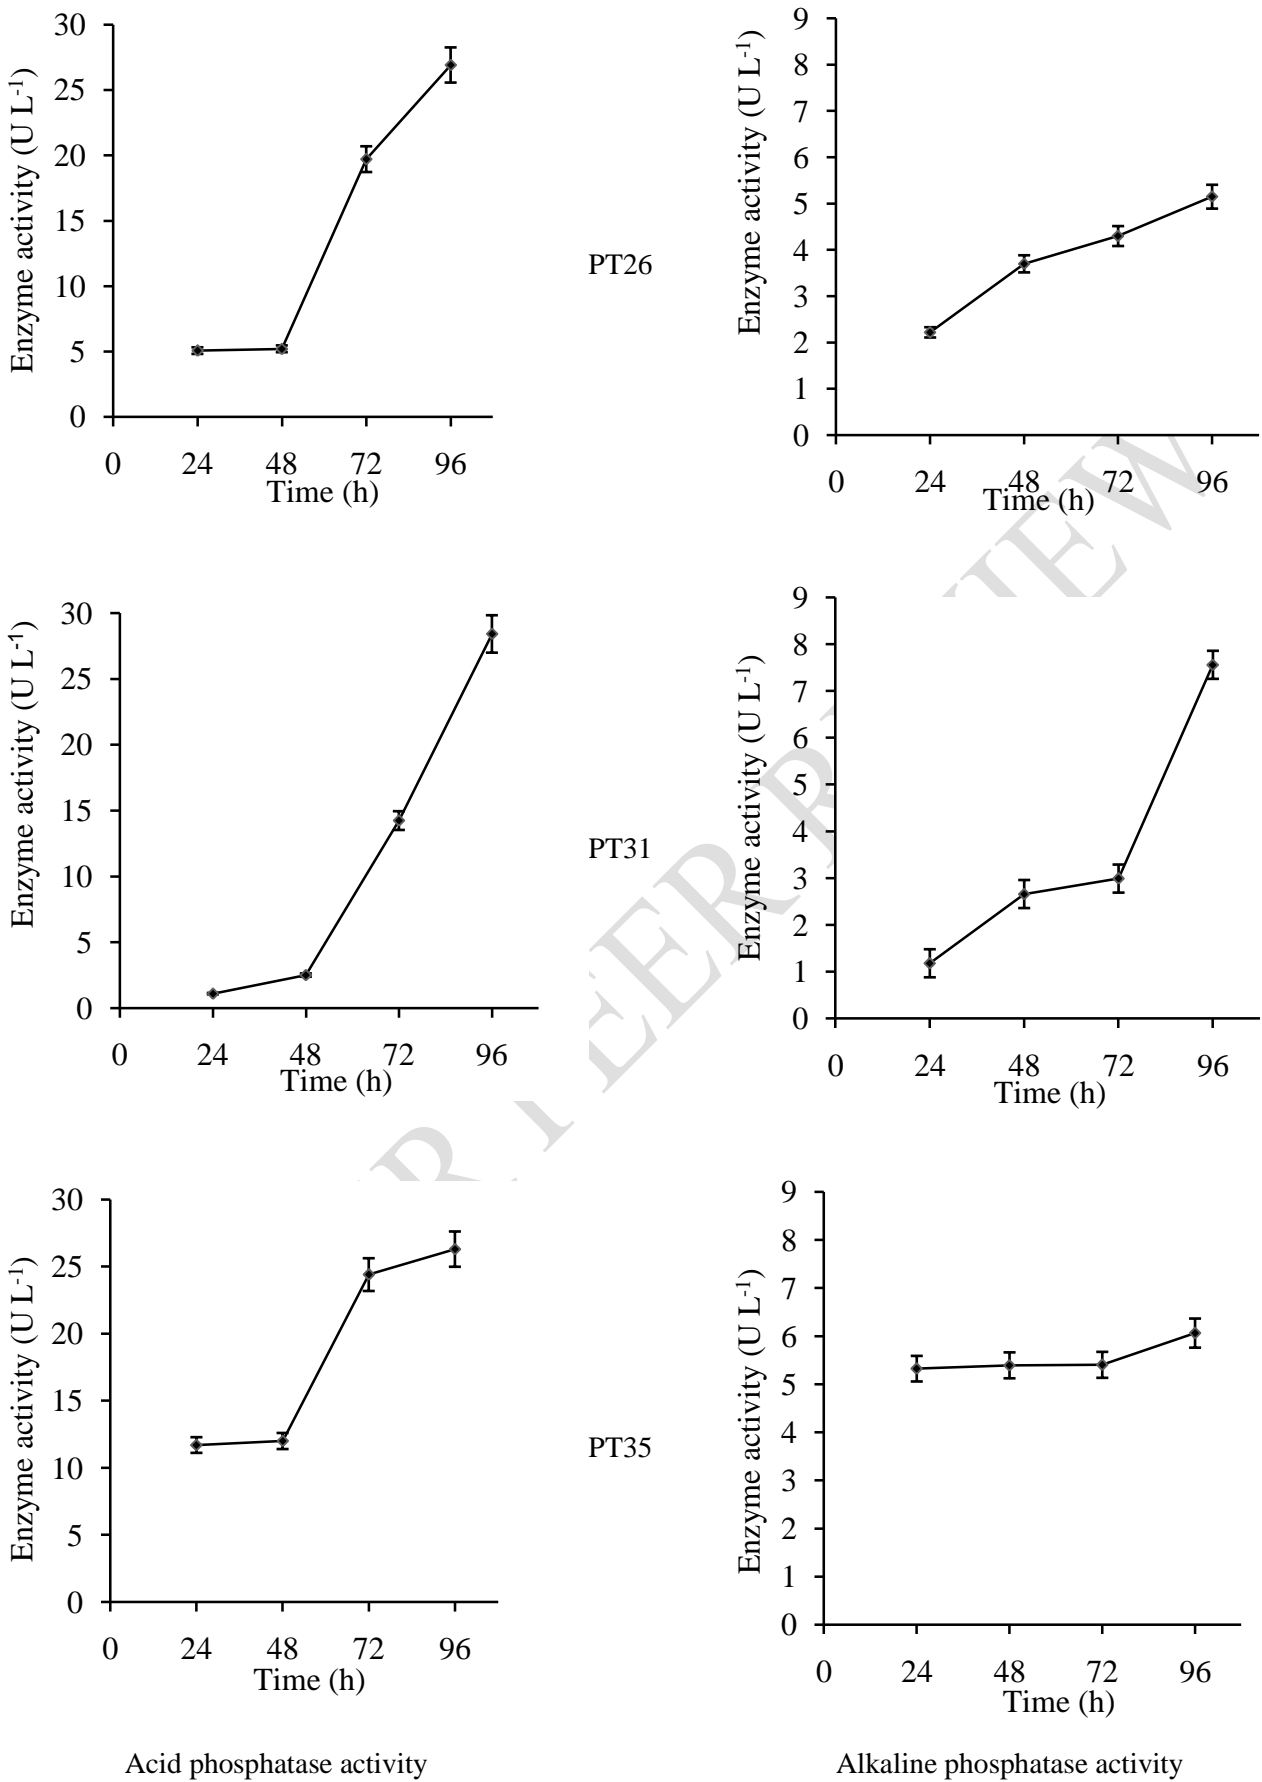 Enzyme activity (U L-1)
30
25
20
15
10
5
0
0 24 48 72 96
Time (h)
PT26
Enzyme activity (U L-1)
9
8
7
6
5
4
3
2
1
0
0 24 48 72 96
Time (h)
Enzyme activity (U L-1)
30
25
20
15
10
5
0
0 24 48 72 96
Time (h)
PT31
Enzyme activity (U L-1)
9
8
7
6
5
4
3
2
1
0
0 24 48 72 96
Time (h)
Enzyme activity (U L-1)
30
25
20
15
10
5
0
0 24 48 72 96
Time (h)
PT35
Enzyme activity (U L-1)
9
8
7
6
5
4
3
2
1
0
0 24 48 72 96
Time (h)
Acid phosphatase activity
Alkaline phosphatase activity